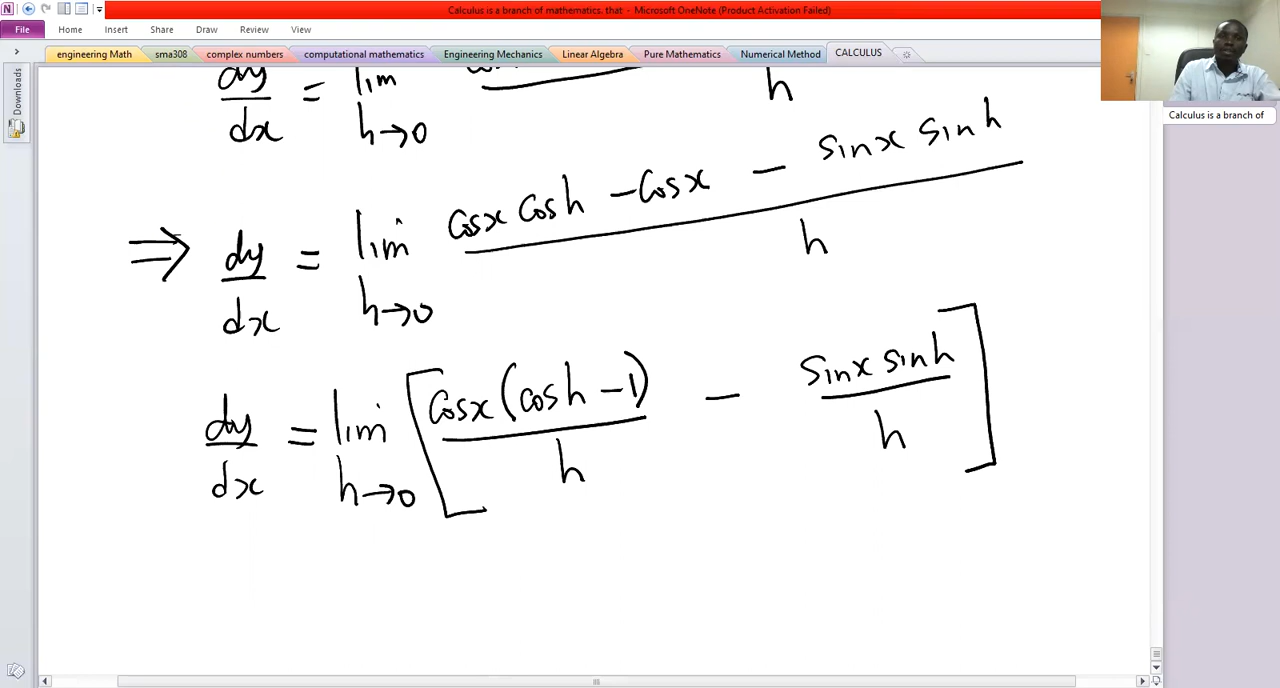 Calculus is a branch of mathematics. that - Microsoft OneNote (Product Activation Failed)
File Home Insert Share Draw Review View
engineering Math sma308 complex numbers computational mathematics Engineering Mechanics Linear Algebra Pure Mathematics Numerical Method CALCULUS
Downloads
Calculus is a branch of
dy/dx = lim h→0 h
⇒ dy/dx = lim h→0 (cosx cosh - cosx - sinx sinh)/h
dy/dx = lim h→0 [cosx(cosh - 1)/h - sinx sinh/h]